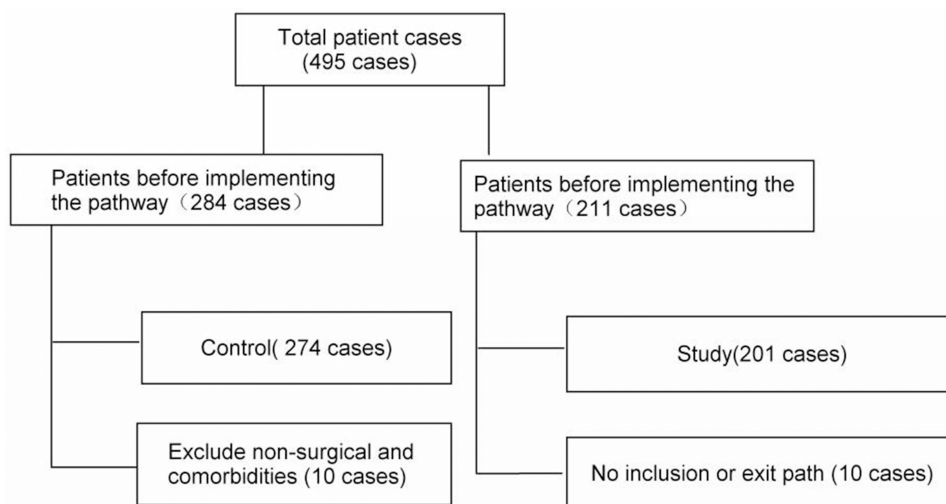 Total patient cases
(495 cases)
Patients before implementing
the pathway（284 cases）
Patients before implementing the
pathway（211 cases）
Control( 274 cases)
Study(201 cases)
Exclude non-surgical and
comorbidities (10 cases)
No inclusion or exit path (10 cases)